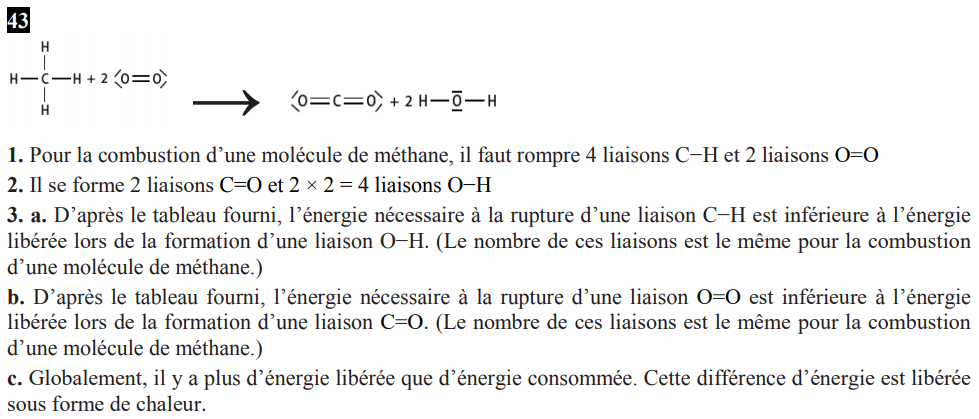 43
H
H—C—H + 2 ⟨O=O⟩
H
⟨O=C=O⟩ + 2 H—O—H
1. Pour la combustion d’une molécule de méthane, il faut rompre 4 liaisons C−H et 2 liaisons O=O
2. Il se forme 2 liaisons C=O et 2 × 2 = 4 liaisons O−H
3. a. D’après le tableau fourni, l’énergie nécessaire à la rupture d’une liaison C−H est inférieure à l’énergie
libérée lors de la formation d’une liaison O−H. (Le nombre de ces liaisons est le même pour la combustion
d’une molécule de méthane.)
b. D’après le tableau fourni, l’énergie nécessaire à la rupture d’une liaison O=O est inférieure à l’énergie
libérée lors de la formation d’une liaison C=O. (Le nombre de ces liaisons est le même pour la combustion
d’une molécule de méthane.)
c. Globalement, il y a plus d’énergie libérée que d’énergie consommée. Cette différence d’énergie est libérée
sous forme de chaleur.